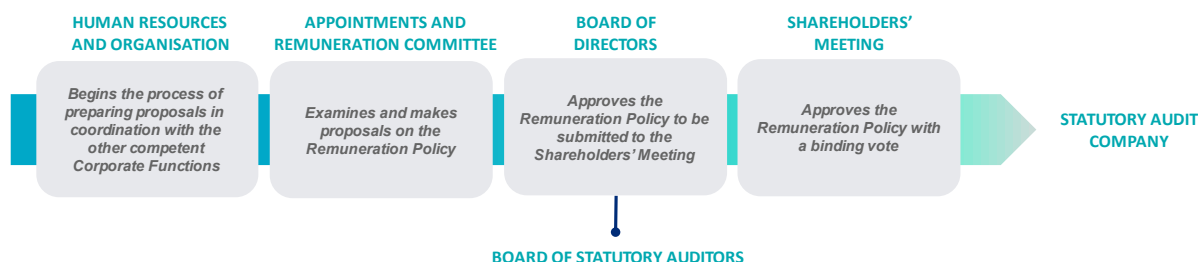 HUMAN RESOURCES
AND ORGANISATION
Begins the process of
preparing proposals in
coordination with the
other competent
Corporate Functions
APPOINTMENTS AND
REMUNERATION COMMITTEE
Examines and makes
proposals on the
Remuneration Policy
BOARD OF
DIRECTORS
Approves the
Remuneration Policy to be
submitted to the
Shareholders' Meeting
SHAREHOLDERS'
MEETING
Approves the
Remuneration Policy with
a binding vote
STATUTORY AUDIT
COMPANY
BOARD OF STATUTORY AUDITORS